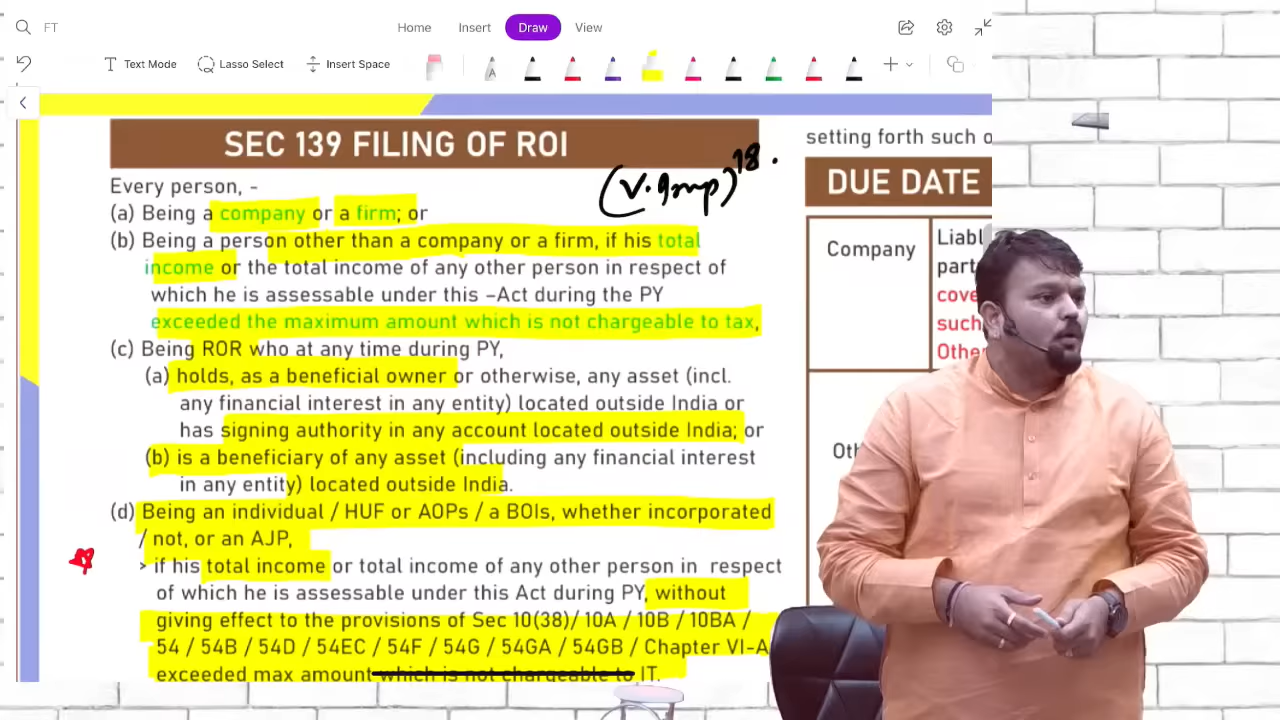 FT
Home Insert Draw View
Text Mode Lasso Select Insert Space
SEC 139 FILING OF ROI
(V. Imp)18.
Every person, -
(a) Being a company or a firm; or
(b) Being a person other than a company or a firm, if his total
income or the total income of any other person in respect of
which he is assessable under this –Act during the PY
exceeded the maximum amount which is not chargeable to tax,
(c) Being ROR who at any time during PY,
(a) holds, as a beneficial owner or otherwise, any asset (incl.
any financial interest in any entity) located outside India or
has signing authority in any account located outside India; or
(b) is a beneficiary of any asset (including any financial interest
in any entity) located outside India.
(d) Being an individual / HUF or AOPs / a BOIs, whether incorporated
/ not, or an AJP,
> if his total income or total income of any other person in respect
of which he is assessable under this Act during PY, without
giving effect to the provisions of Sec 10(38)/ 10A / 10B / 10BA /
54 / 54B / 54D / 54EC / 54F / 54G / 54GA / 54GB / Chapter VI-A
exceeded max amount which is not chargeable to IT.
setting forth such
DUE DATE
Company
Liabl
part
cove
such
Othe